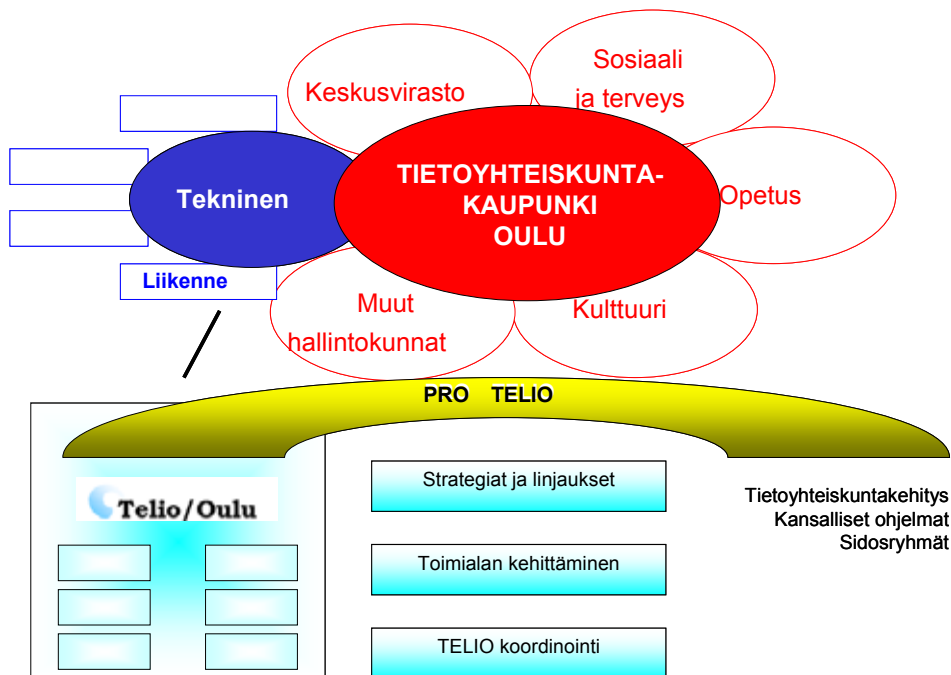 Keskusvirasto
Sosiaali
ja terveys
Tekninen
TIETOYHTEISKUNTA-
KAUPUNKI
OULU
Opetus
Liikenne
Muut
hallintokunnat
Kulttuuri
PRO TELIO
Telio/Oulu
Strategiat ja linjaukset
Toimialan kehittäminen
TELIO koordinointi
Tietoyhteiskuntakehitys
Kansalliset ohjelmat
Sidosryhmät